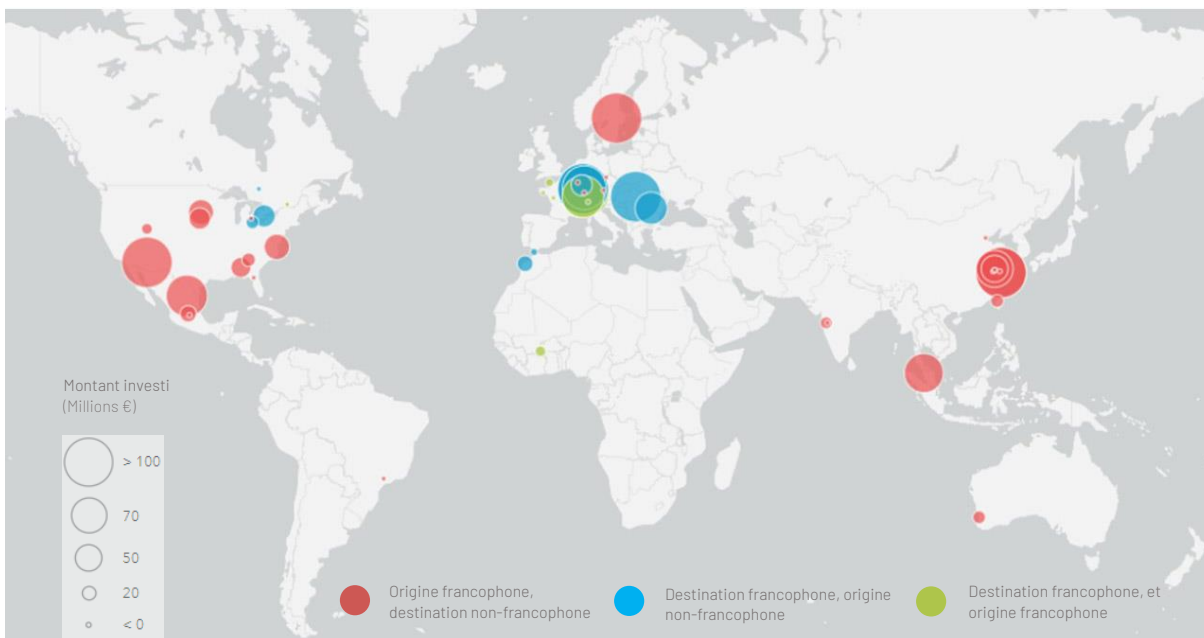 Montant investi
(Millions €)
> 100
70
50
20
< 0
Origine francophone,
destination non-francophone
Destination francophone, origine
non-francophone
Destination francophone, et
origine francophone